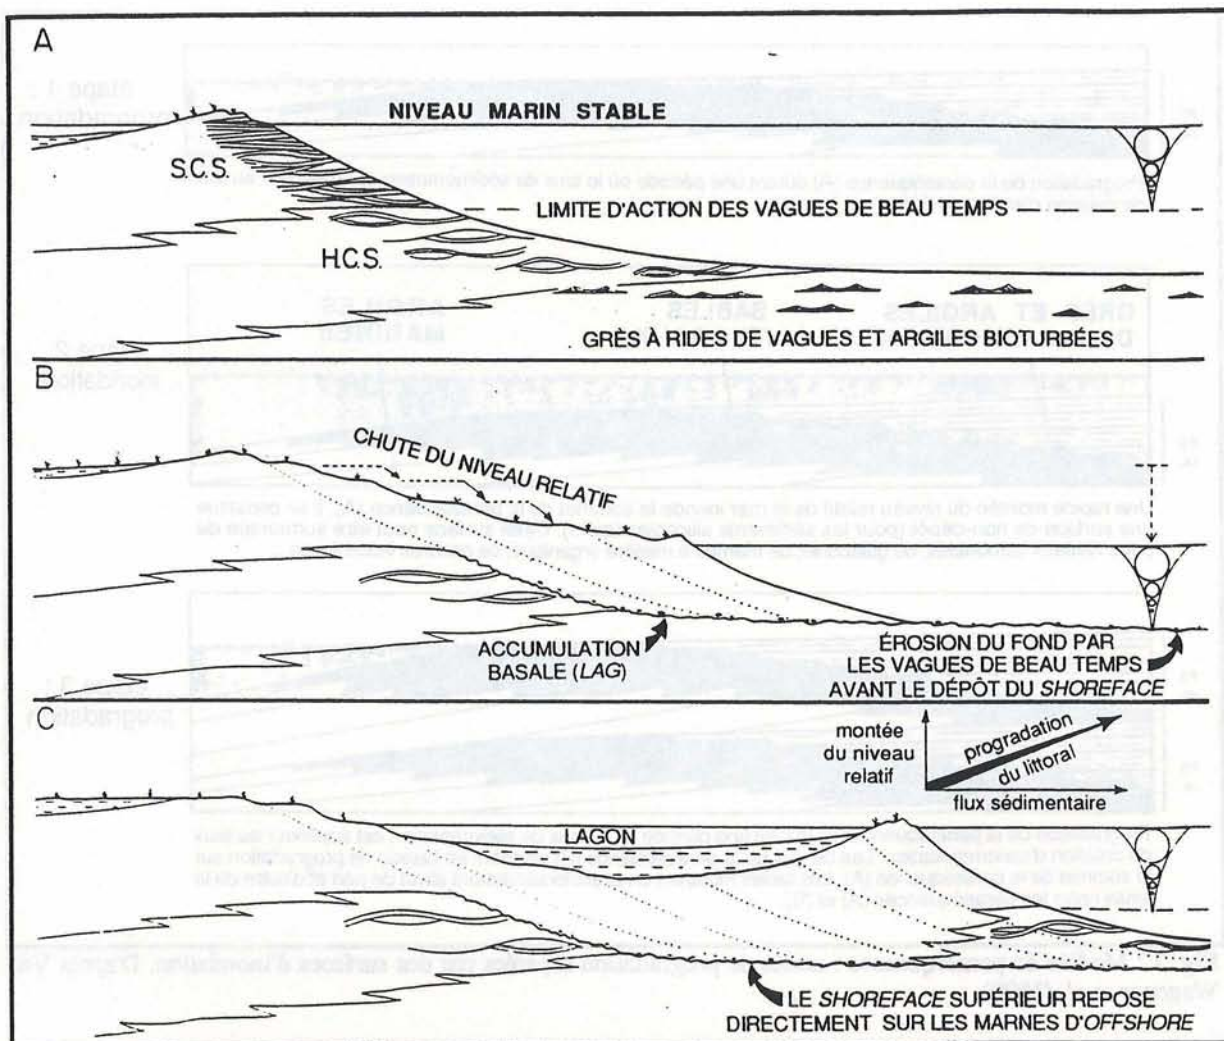 A
NIVEAU MARIN STABLE
S.C.S.
LIMITE D'ACTION DES VAGUES DE BEAU TEMPS
H.C.S.
GRÈS À RIDES DE VAGUES ET ARGILES BIOTURBÉES
B
CHUTE DU NIVEAU RELATIF
ACCUMULATION
BASALE (LAG)
ÉROSION DU FOND PAR
LES VAGUES DE BEAU TEMPS
AVANT LE DÉPÔT DU SHOREFACE
C
montée
du niveau
relatif
progradation
du littoral
flux sédimentaire
LAGON
LE SHOREFACE SUPÉRIEUR REPOSE
DIRECTEMENT SUR LES MARNES D'OFFSHORE